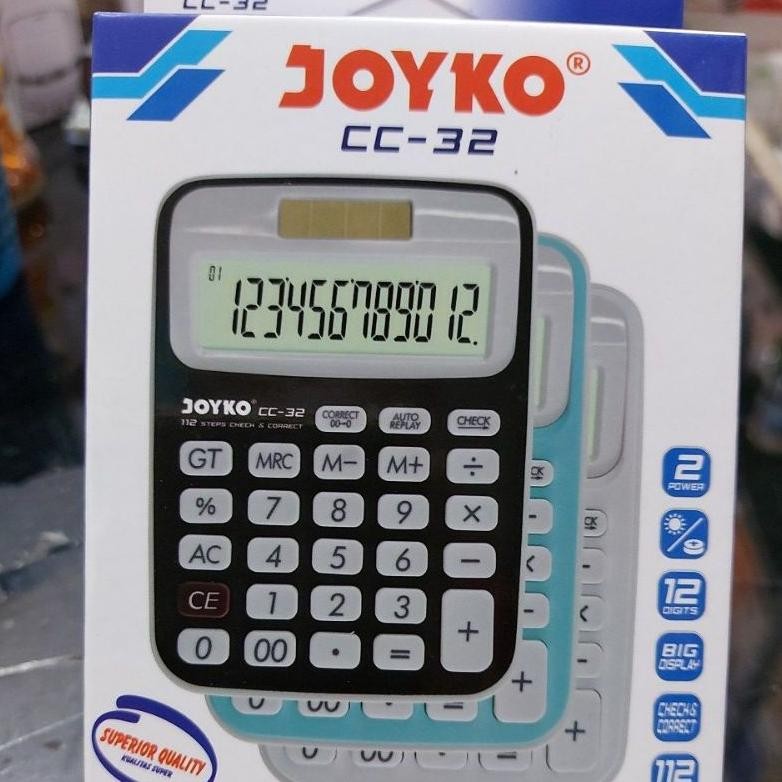 CC-32
JOYKO®
CC-32
01
123456789012.
JOYKO® CC-32
112 STEPS CHECK & CORRECT
CORRECT 00→0
AUTO REPLAY
CHECK
GT MRC M− M+ ÷
% 7 8 9 ×
AC 4 5 6 −
CE 1 2 3 +
0 00 • =
2
POWER
12
DIGITS
BIG
DISPLAY
CHECK &
CORRECT
112
SUPERIOR QUALITY
KUALITAS SUPER